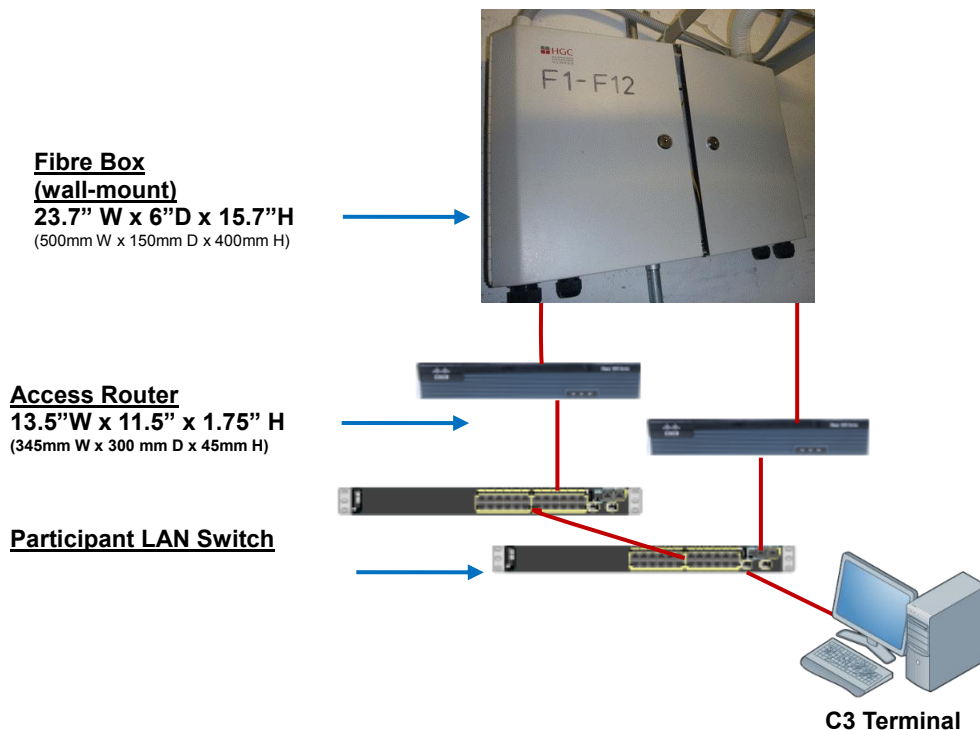 HGC
F1-F12
Fibre Box
(wall-mount)
23.7” W x 6”D x 15.7”H
(500mm W x 150mm D x 400mm H)
Access Router
13.5”W x 11.5” x 1.75” H
(345mm W x 300 mm D x 45mm H)
Participant LAN Switch
C3 Terminal